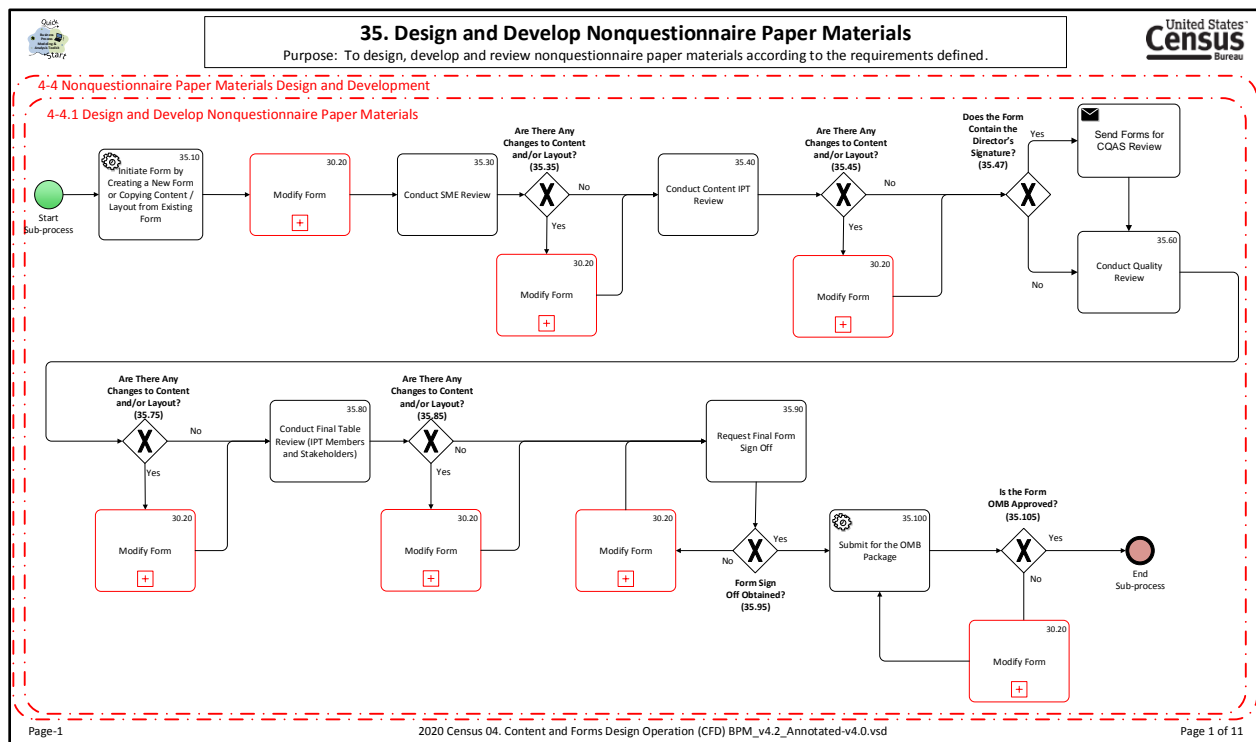 Quick
Start
35. Design and Develop Nonquestionnaire Paper Materials
Purpose: To design, develop and review nonquestionnaire paper materials according to the requirements defined.
United States®
Census
Bureau
4-4 Nonquestionnaire Paper Materials Design and Development
4-4.1 Design and Develop Nonquestionnaire Paper Materials
Start
Sub-process
35.10
Initiate Form by
Creating a New Form
or Copying Content /
Layout from Existing
Form
30.20
Modify Form
35.30
Conduct SME Review
Are There Any
Changes to Content
and/or Layout?
(35.35)
No
Yes
30.20
Modify Form
35.40
Conduct Content IPT
Review
Are There Any
Changes to Content
and/or Layout?
(35.45)
No
Yes
30.20
Modify Form
Does the Form
Contain the
Director's
Signature?
(35.47)
Yes
No
Send Forms for
CQAS Review
35.60
Conduct Quality
Review
Are There Any
Changes to Content
and/or Layout?
(35.75)
No
Yes
30.20
Modify Form
35.80
Conduct Final Table
Review (IPT Members
and Stakeholders)
Are There Any
Changes to Content
and/or Layout?
(35.85)
No
Yes
30.20
Modify Form
35.90
Request Final Form
Sign Off
30.20
Modify Form
No
Yes
Form Sign
Off Obtained?
(35.95)
35.100
Submit for the OMB
Package
Is the Form
OMB Approved?
(35.105)
Yes
No
30.20
Modify Form
End
Sub-process
Page-1
2020 Census 04. Content and Forms Design Operation (CFD) BPM_v4.2_Annotated-v4.0.vsd
Page 1 of 11